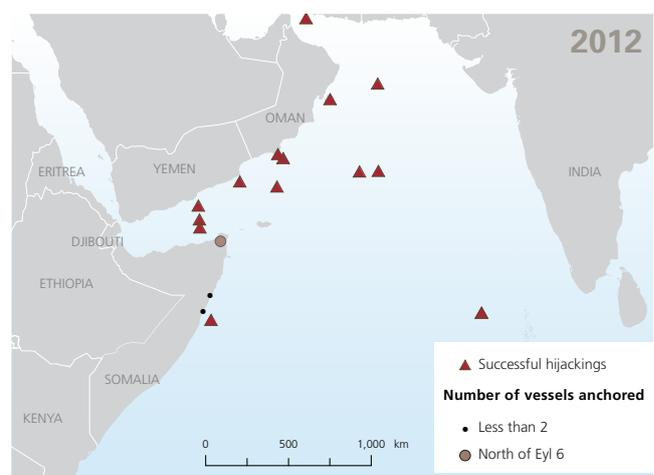 2012
OMAN
ERITREA
YEMEN
INDIA
DJIBOUTI
ETHIOPIA
SOMALIA
KENYA
Successful hijackings
Number of vessels anchored
Less than 2
North of Eyl 6
0 500 1,000 km